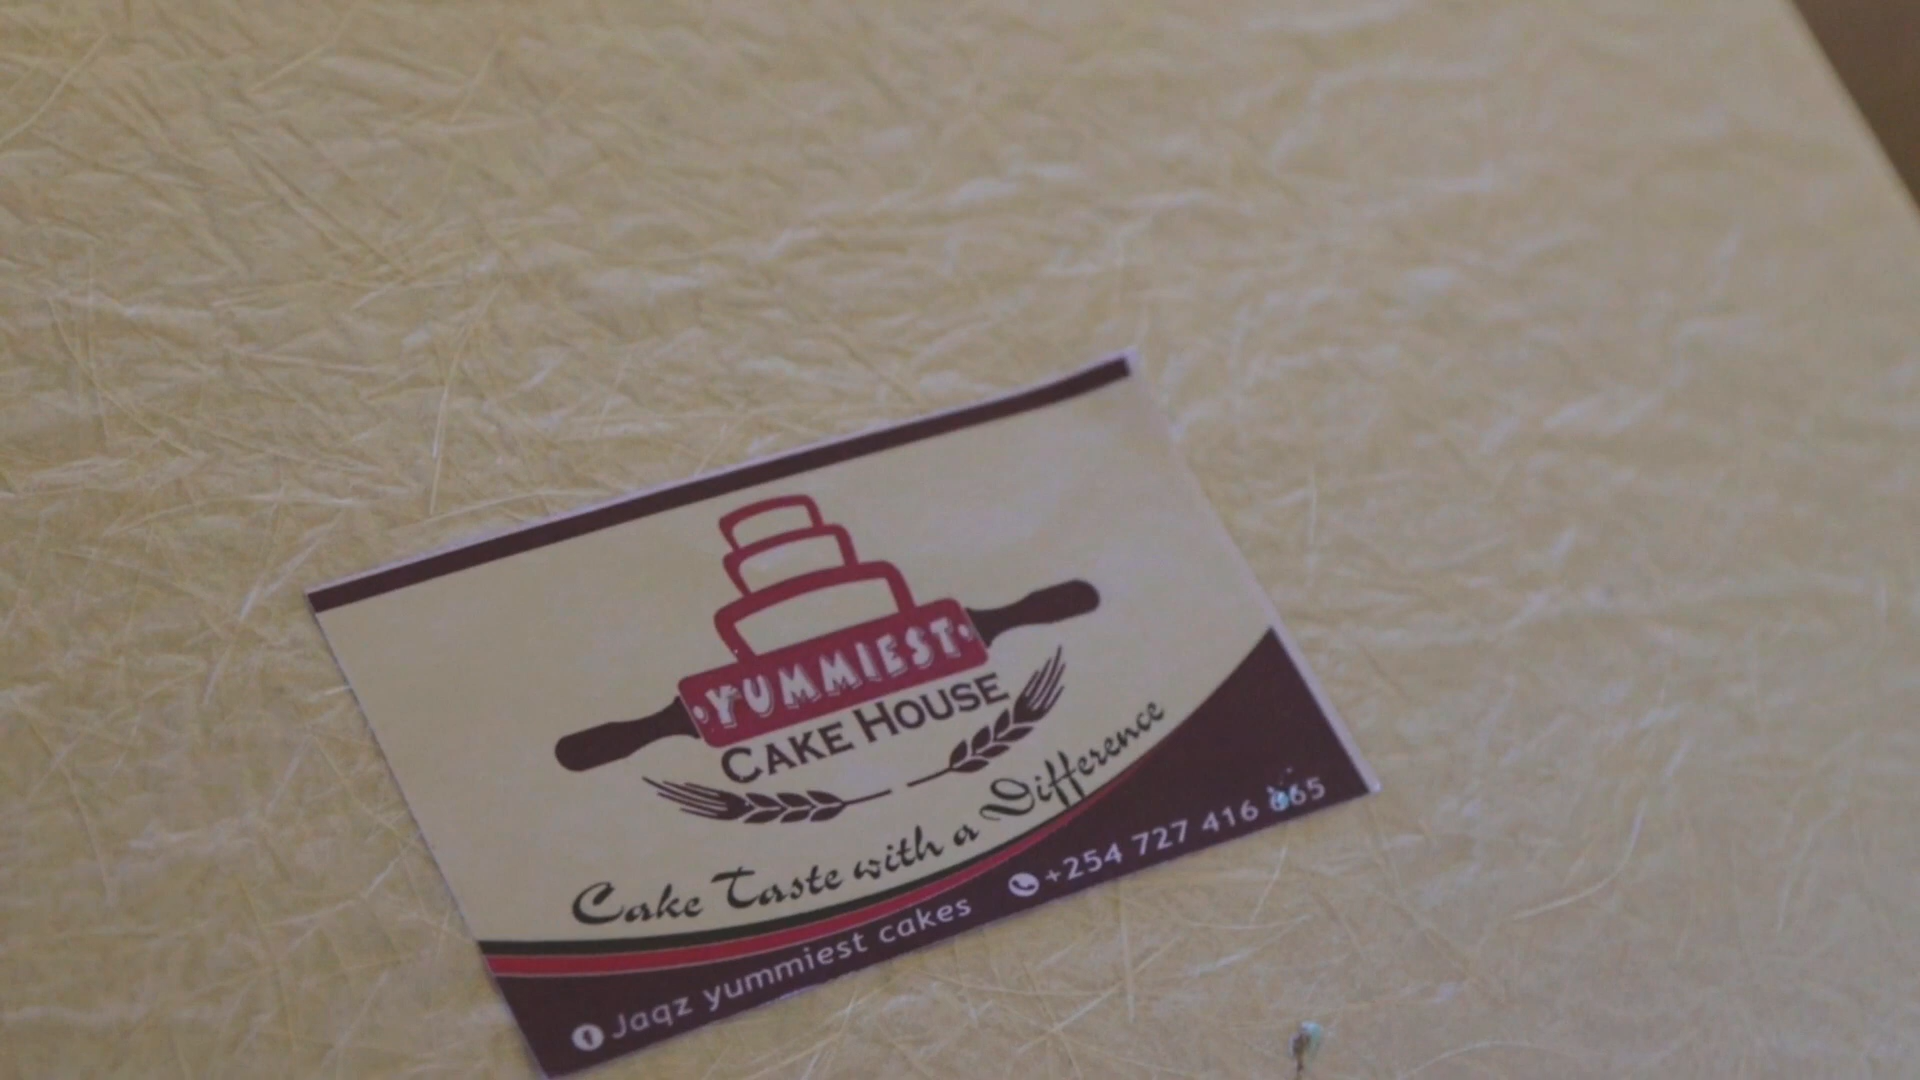 YUMMIEST
CAKE HOUSE
Cake Taste with a Difference
Jaqz yummiest cakes
+254 727 416